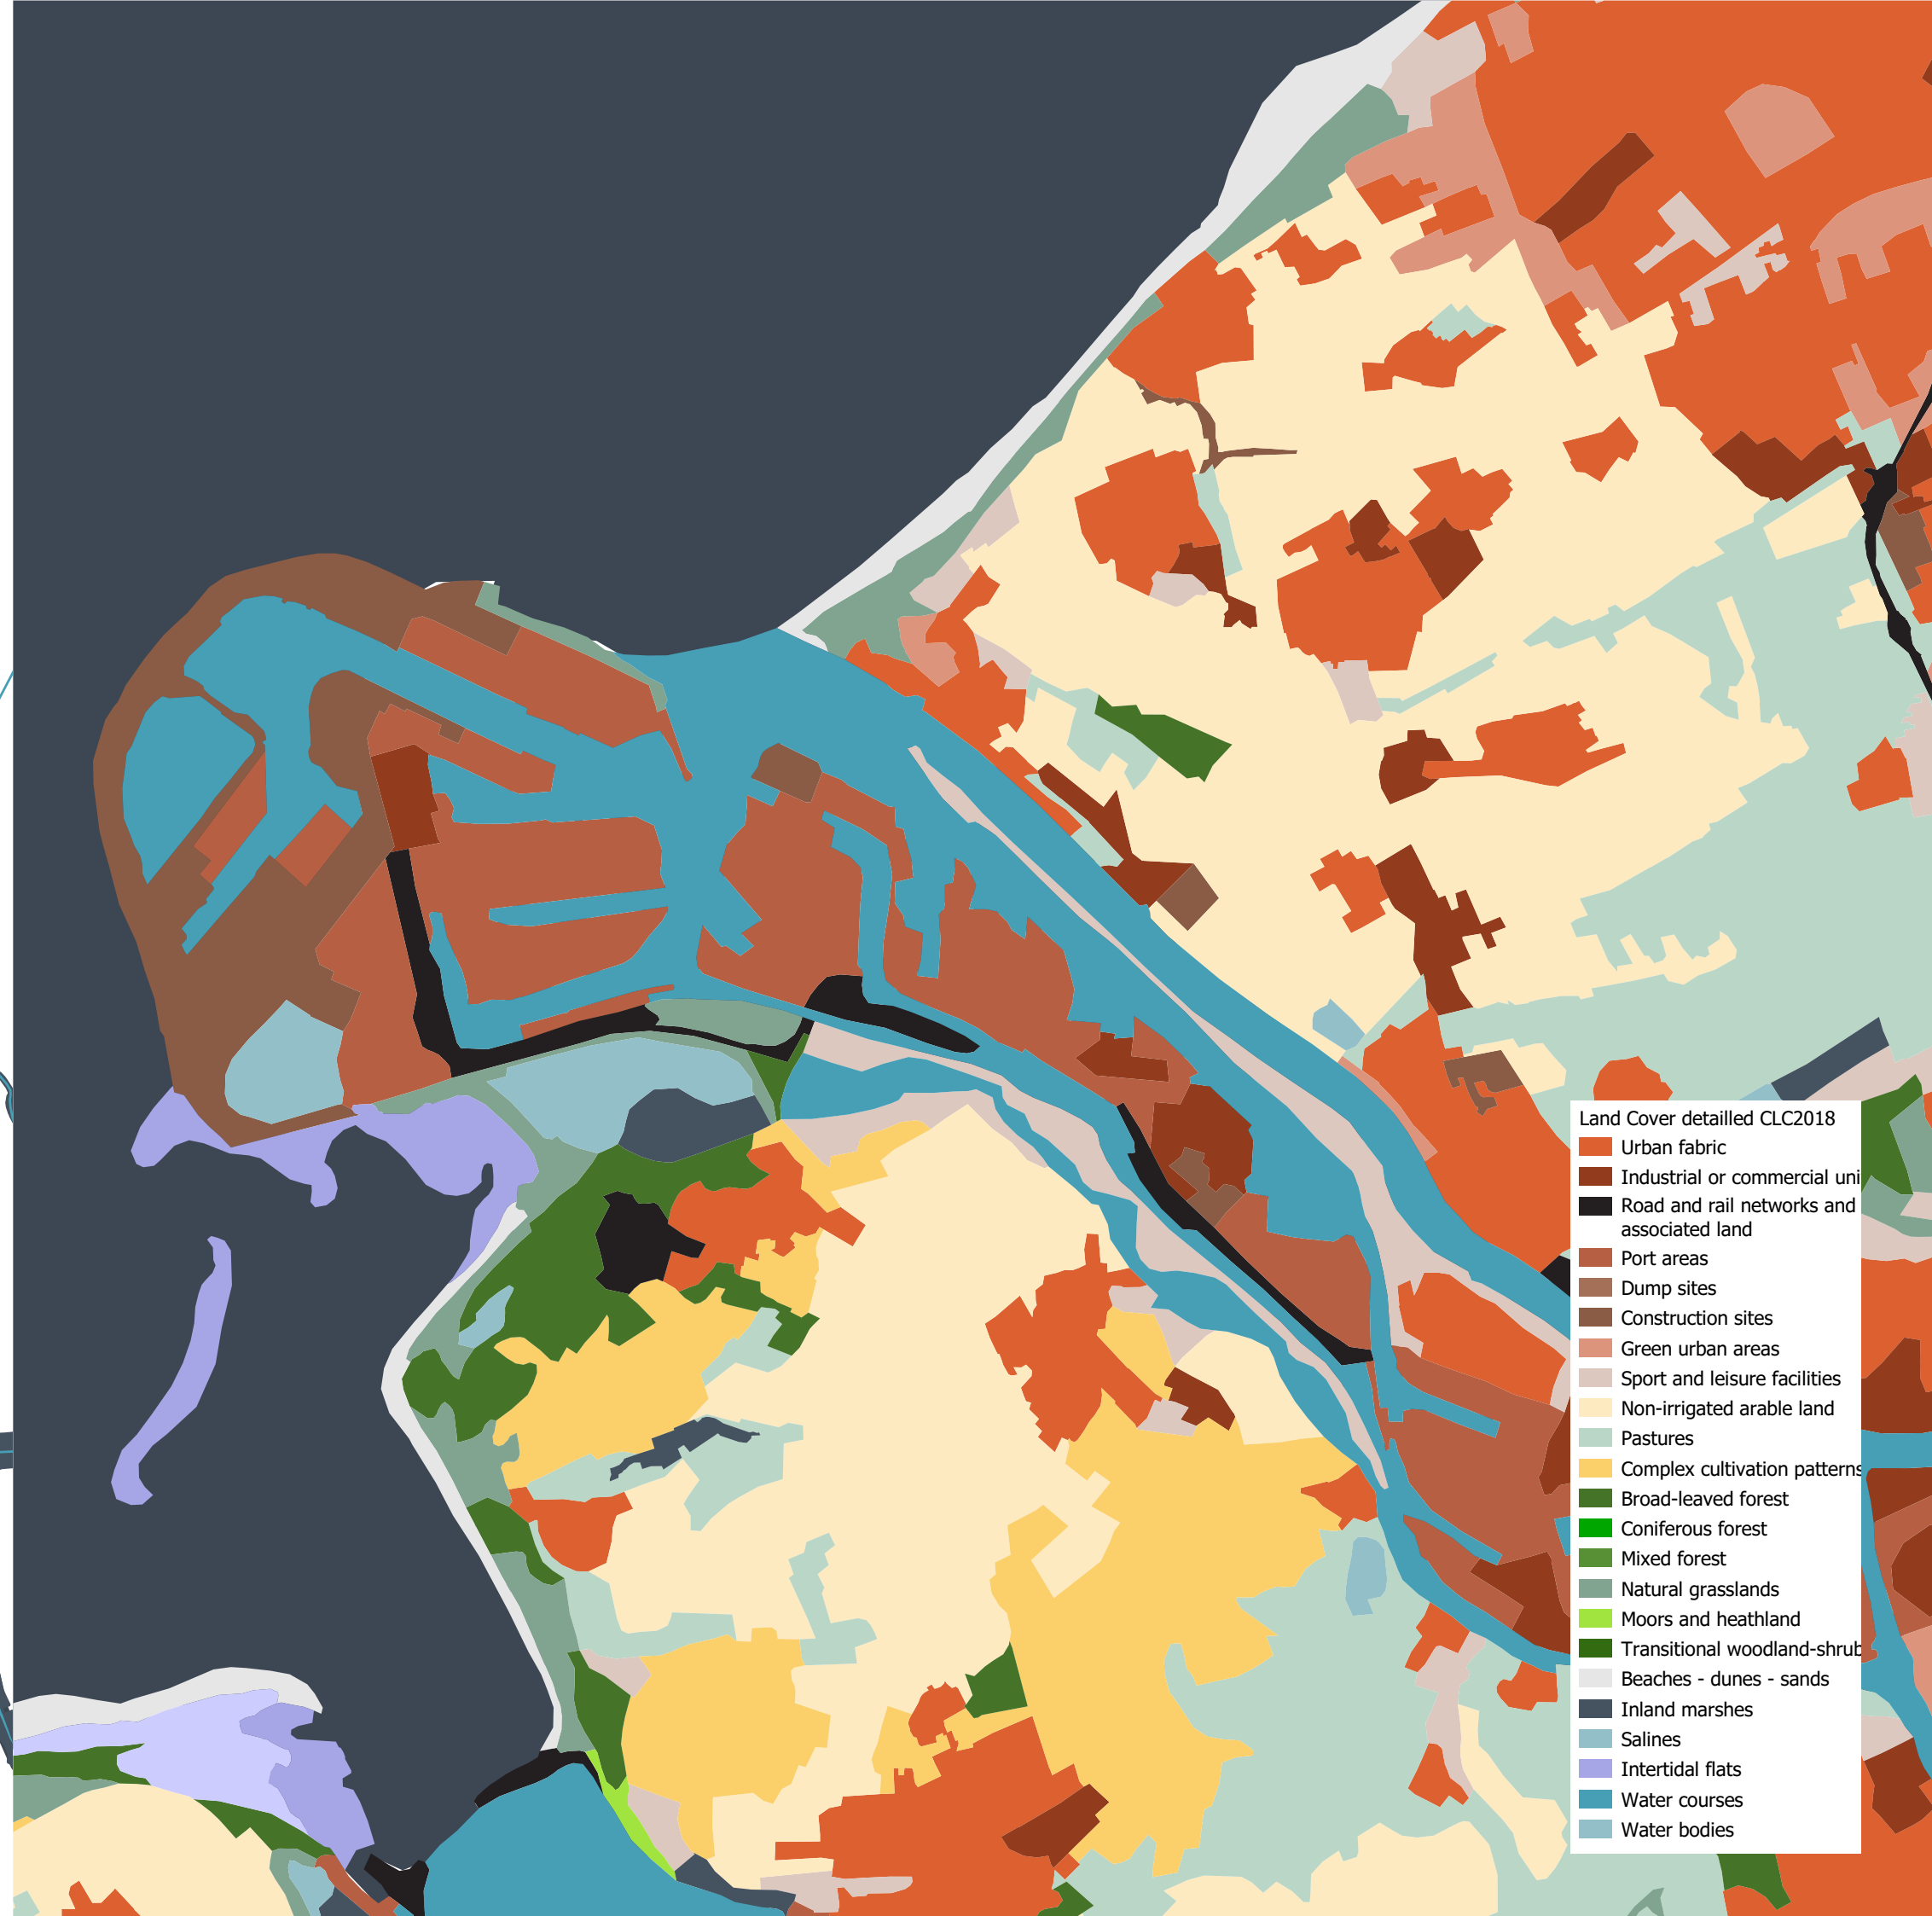 Land Cover detailled CLC2018
Urban fabric
Industrial or commercial uni
Road and rail networks and
associated land
Port areas
Dump sites
Construction sites
Green urban areas
Sport and leisure facilities
Non-irrigated arable land
Pastures
Complex cultivation patterns
Broad-leaved forest
Coniferous forest
Mixed forest
Natural grasslands
Moors and heathland
Transitional woodland-shrub
Beaches - dunes - sands
Inland marshes
Salines
Intertidal flats
Water courses
Water bodies